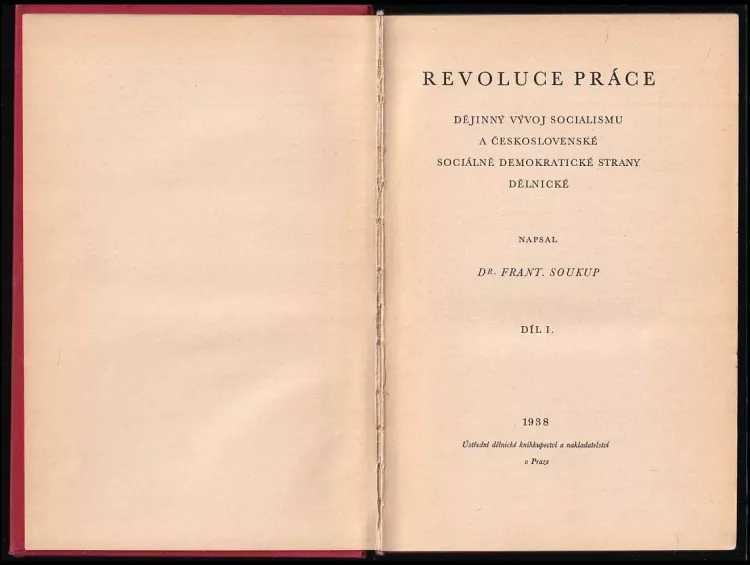 REVOLUCE PRÁCE
DĚJINNÝ VÝVOJ SOCIALISMU
A ČESKOSLOVENSKÉ
SOCIÁLNĚ DEMOKRATICKÉ STRANY
DĚLNICKÉ
NAPSAL
DR. FRANT. SOUKUP
DÍL I.
1938
Ústřední dělnické knihkupectví a nakladatelství
v Praze